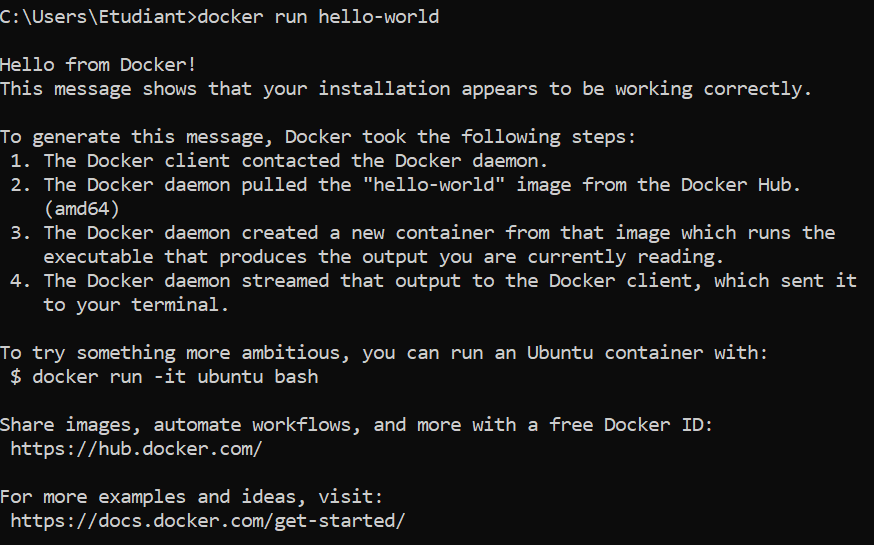 C:\Users\Etudiant>docker run hello-world
Hello from Docker!
This message shows that your installation appears to be working correctly.
To generate this message, Docker took the following steps:
1. The Docker client contacted the Docker daemon.
2. The Docker daemon pulled the "hello-world" image from the Docker Hub.
(amd64)
3. The Docker daemon created a new container from that image which runs the
executable that produces the output you are currently reading.
4. The Docker daemon streamed that output to the Docker client, which sent it
to your terminal.
To try something more ambitious, you can run an Ubuntu container with:
$ docker run -it ubuntu bash
Share images, automate workflows, and more with a free Docker ID:
https://hub.docker.com/
For more examples and ideas, visit:
https://docs.docker.com/get-started/